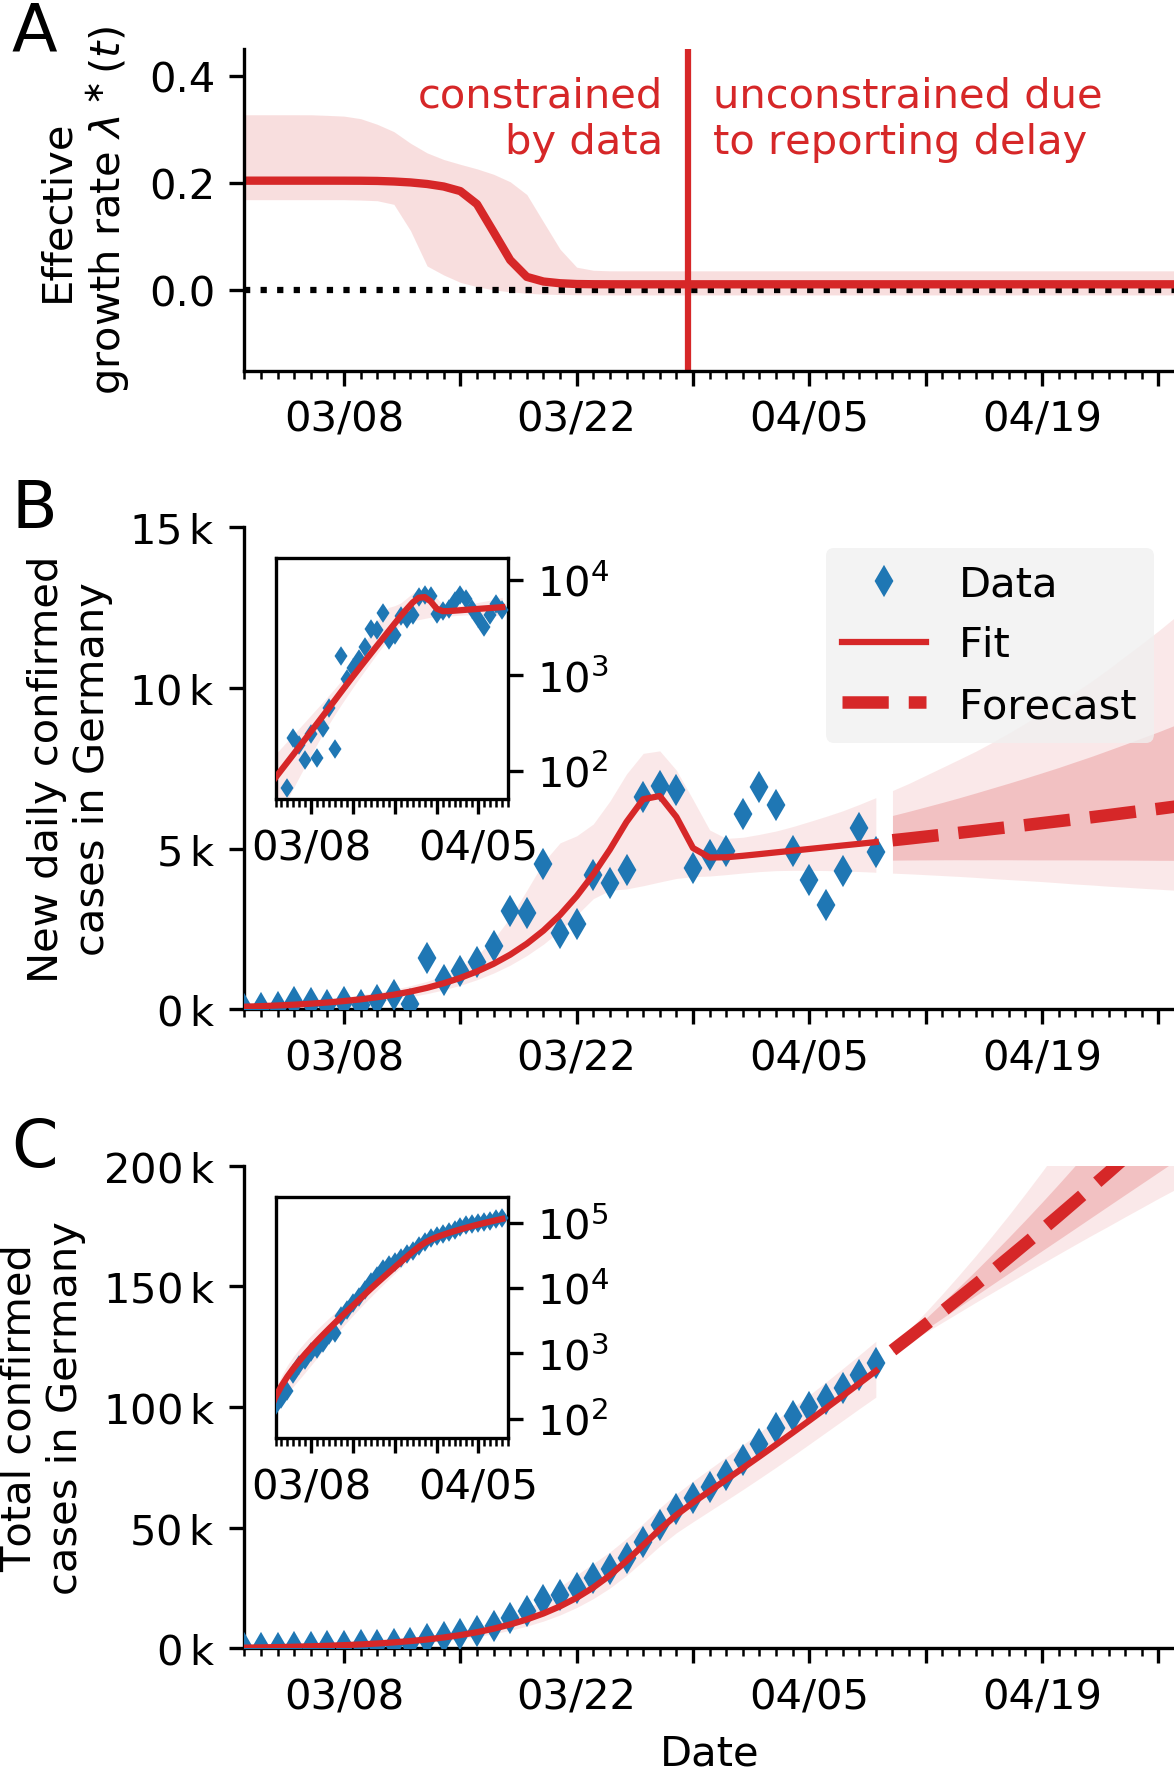 A
Effective
growth rate λ * (t)
0.4
0.2
0.0
constrained
by data
unconstrained due
to reporting delay
03/08
03/22
04/05
04/19
B
New daily confirmed
cases in Germany
15 k
10 k
5 k
0 k
10⁴
10³
10²
03/08
04/05
Data
Fit
Forecast
03/08
03/22
04/05
04/19
C
Total confirmed
cases in Germany
200 k
150 k
100 k
50 k
0 k
10⁵
10⁴
10³
10²
03/08
04/05
03/08
03/22
04/05
04/19
Date